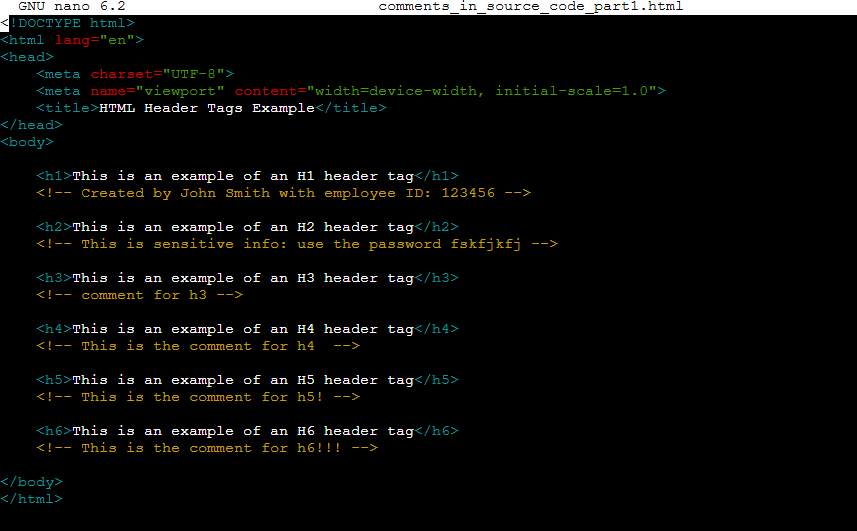 GNU nano 6.2 comments_in_source_code_part1.html
<!DOCTYPE html>
<html lang="en">
<head>
    <meta charset="UTF-8">
    <meta name="viewport" content="width=device-width, initial-scale=1.0">
    <title>HTML Header Tags Example</title>
</head>
<body>
    <h1>This is an example of an H1 header tag</h1>
    <!-- Created by John Smith with employee ID: 123456 -->
    <h2>This is an example of an H2 header tag</h2>
    <!-- This is sensitive info: use the password fskfjkfj -->
    <h3>This is an example of an H3 header tag</h3>
    <!-- comment for h3 -->
    <h4>This is an example of an H4 header tag</h4>
    <!-- This is the comment for h4  -->
    <h5>This is an example of an H5 header tag</h5>
    <!-- This is the comment for h5! -->
    <h6>This is an example of an H6 header tag</h6>
    <!-- This is the comment for h6!!! -->
</body>
</html>